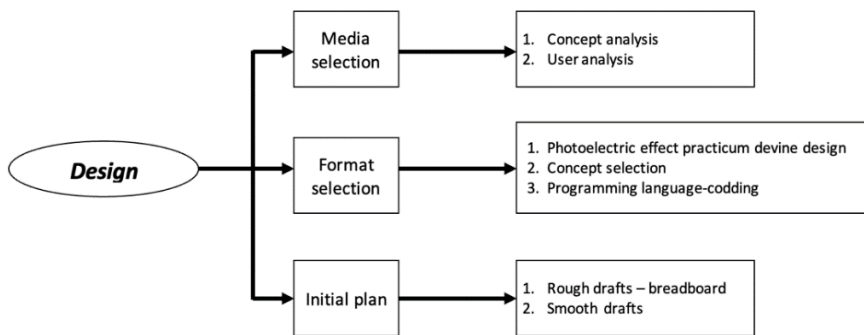 Design
Media
selection
1. Concept analysis
2. User analysis
Format
selection
1. Photoelectric effect practicum devine design
2. Concept selection
3. Programming language-codding
Initial plan
1. Rough drafts – breadboard
2. Smooth drafts